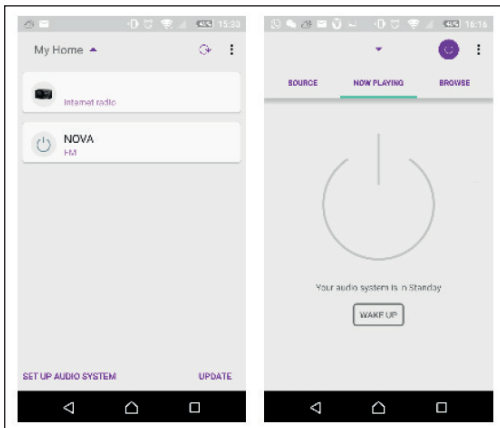 15:20
My Home
Internet radio
NOVA
FM
SET UP AUDIO SYSTEM
UPDATE
16:16
SOURCE
NOW PLAYING
BROWSE
Your audio system is in Standby
WAKE UP